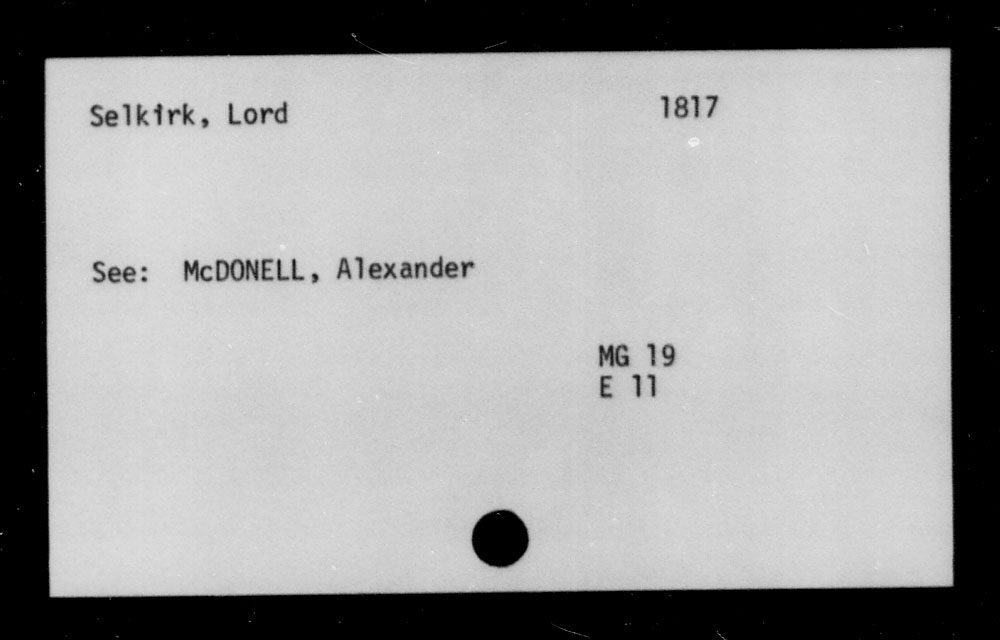 Selkirk, Lord 1817
See: McDONELL, Alexander
MG 19
E 11